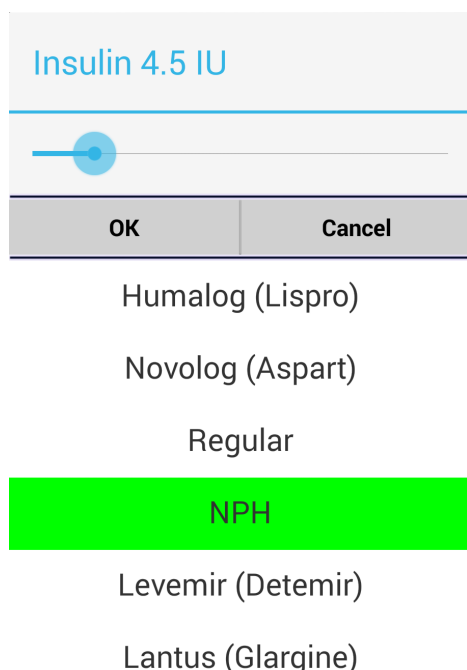 Insulin 4.5 IU
OK Cancel
Humalog (Lispro)
Novolog (Aspart)
Regular
NPH
Levemir (Detemir)
Lantus (Glargine)